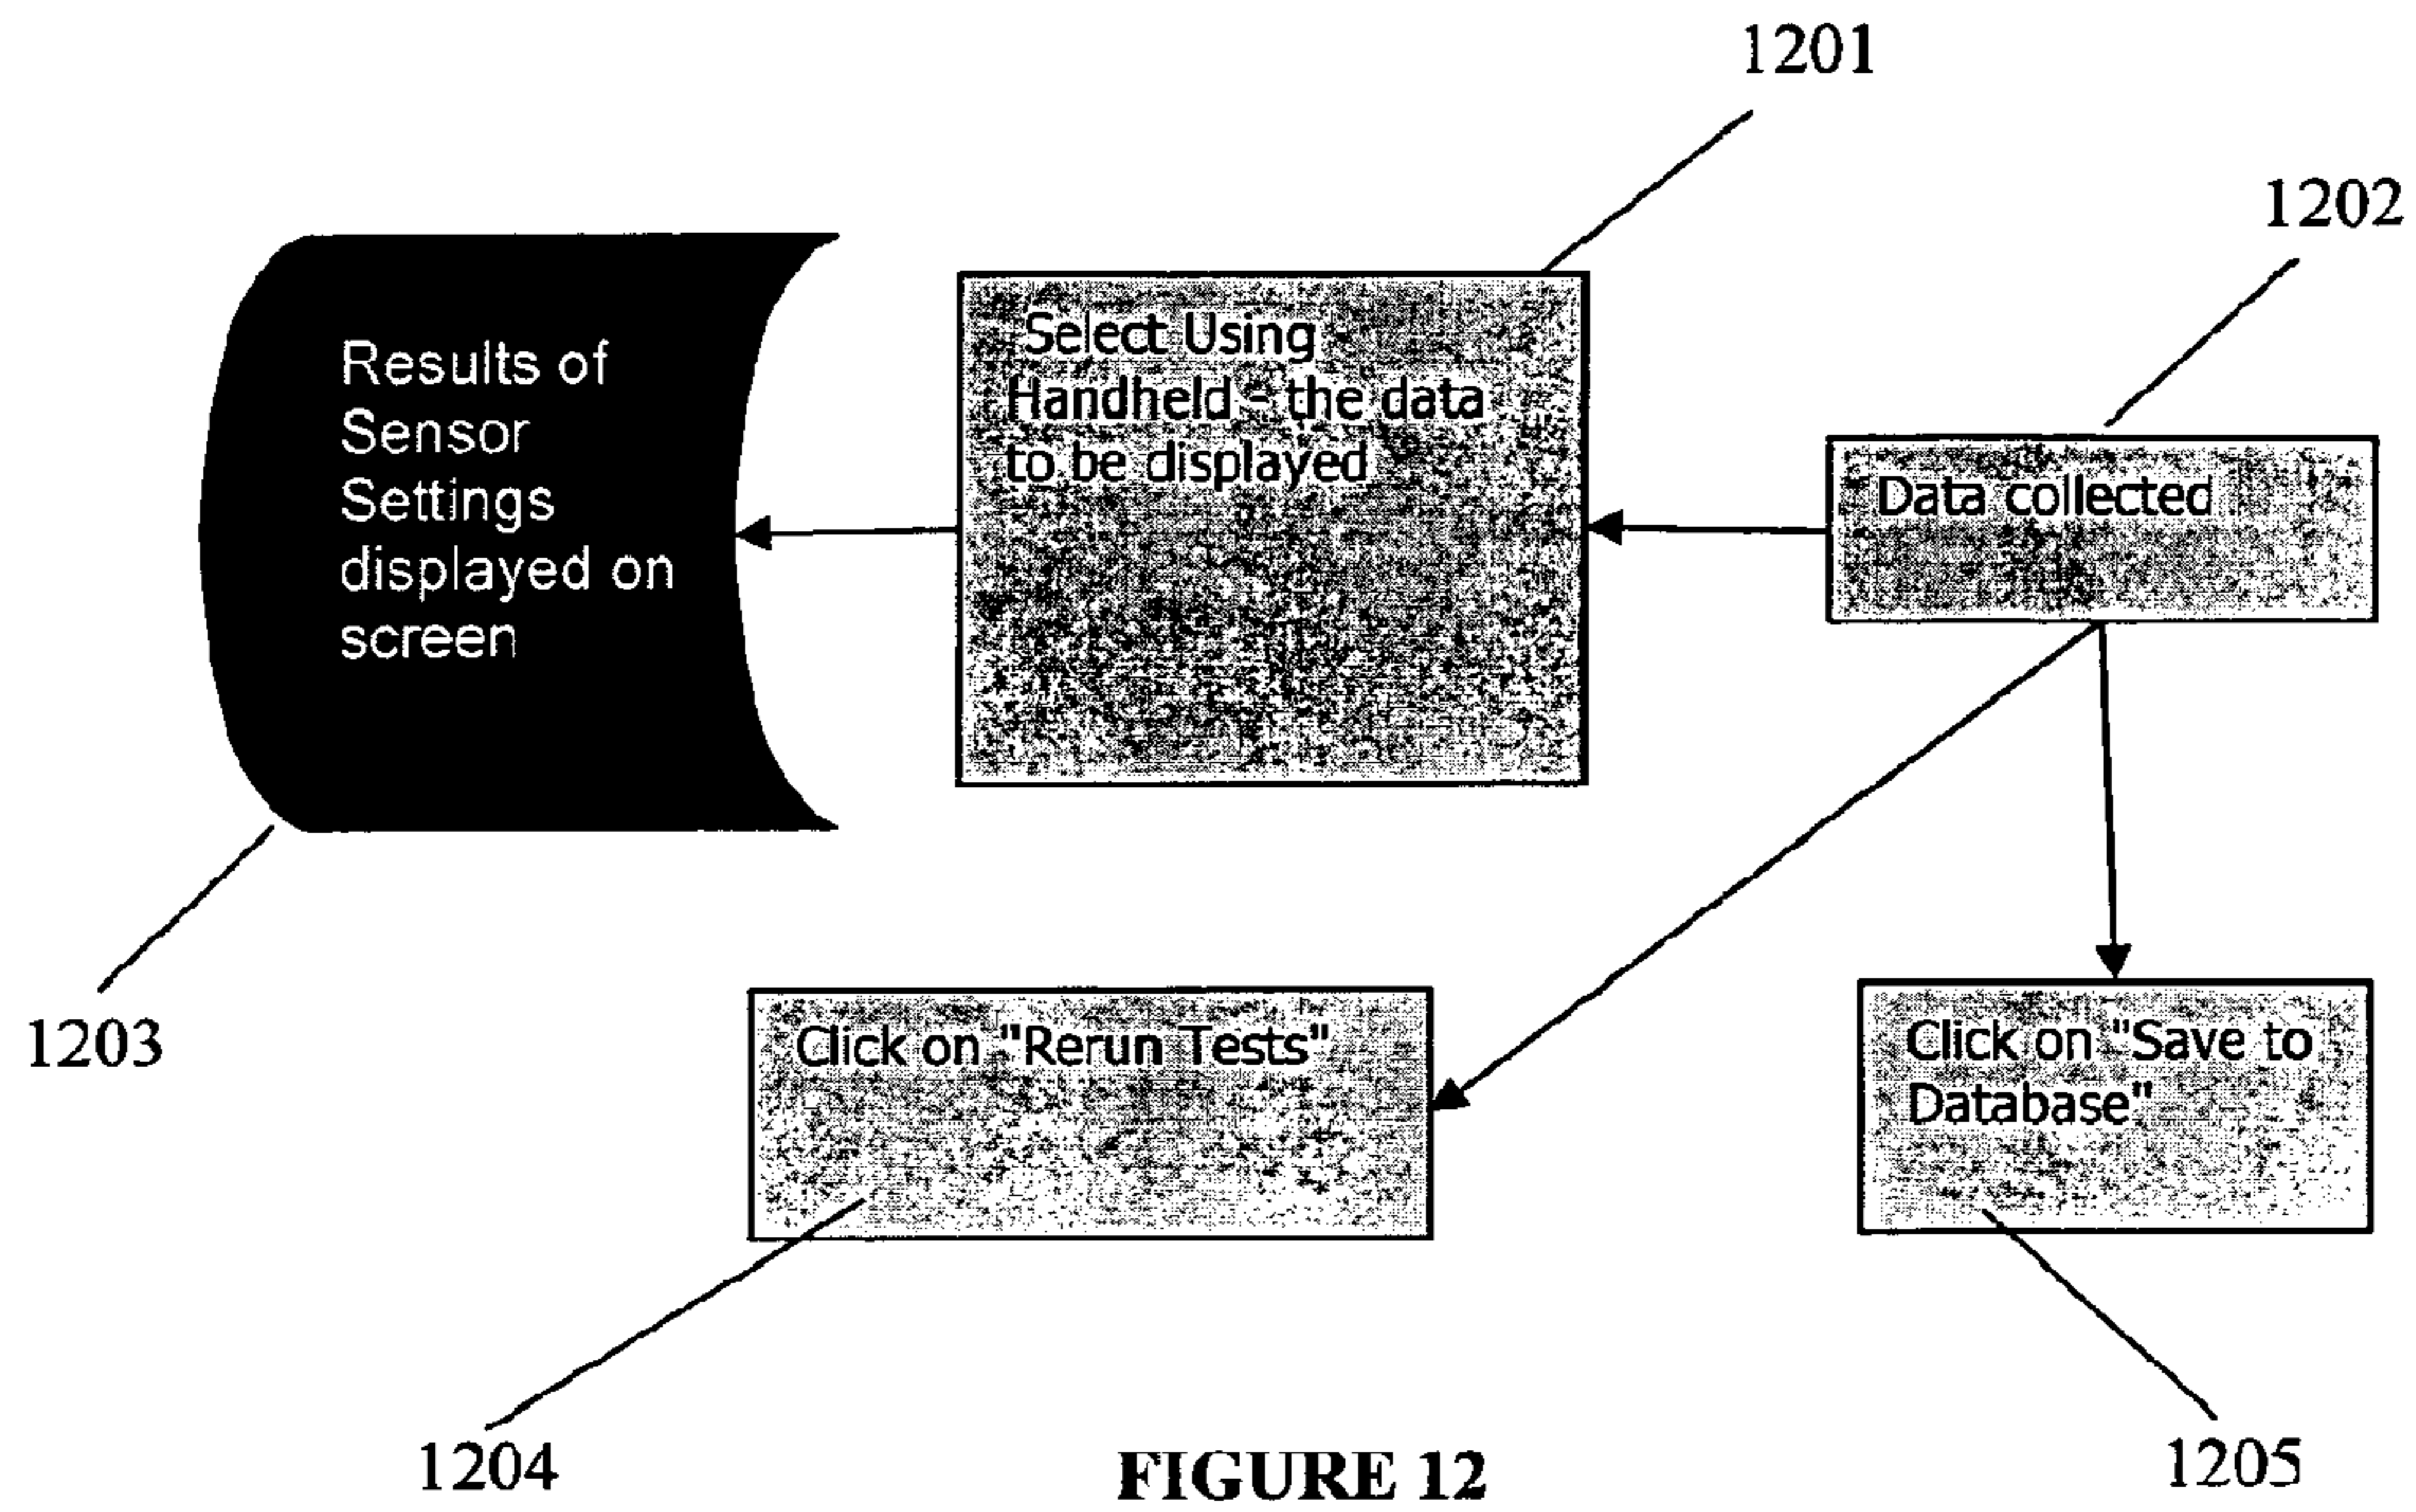 1201
1202
Results of
Sensor
Settings
displayed on
screen
Select Using
Handheld - the data
to be displayed
Data collected
1203
Click on "Rerun Tests"
Click on "Save to
Database"
1204
1205
FIGURE 12